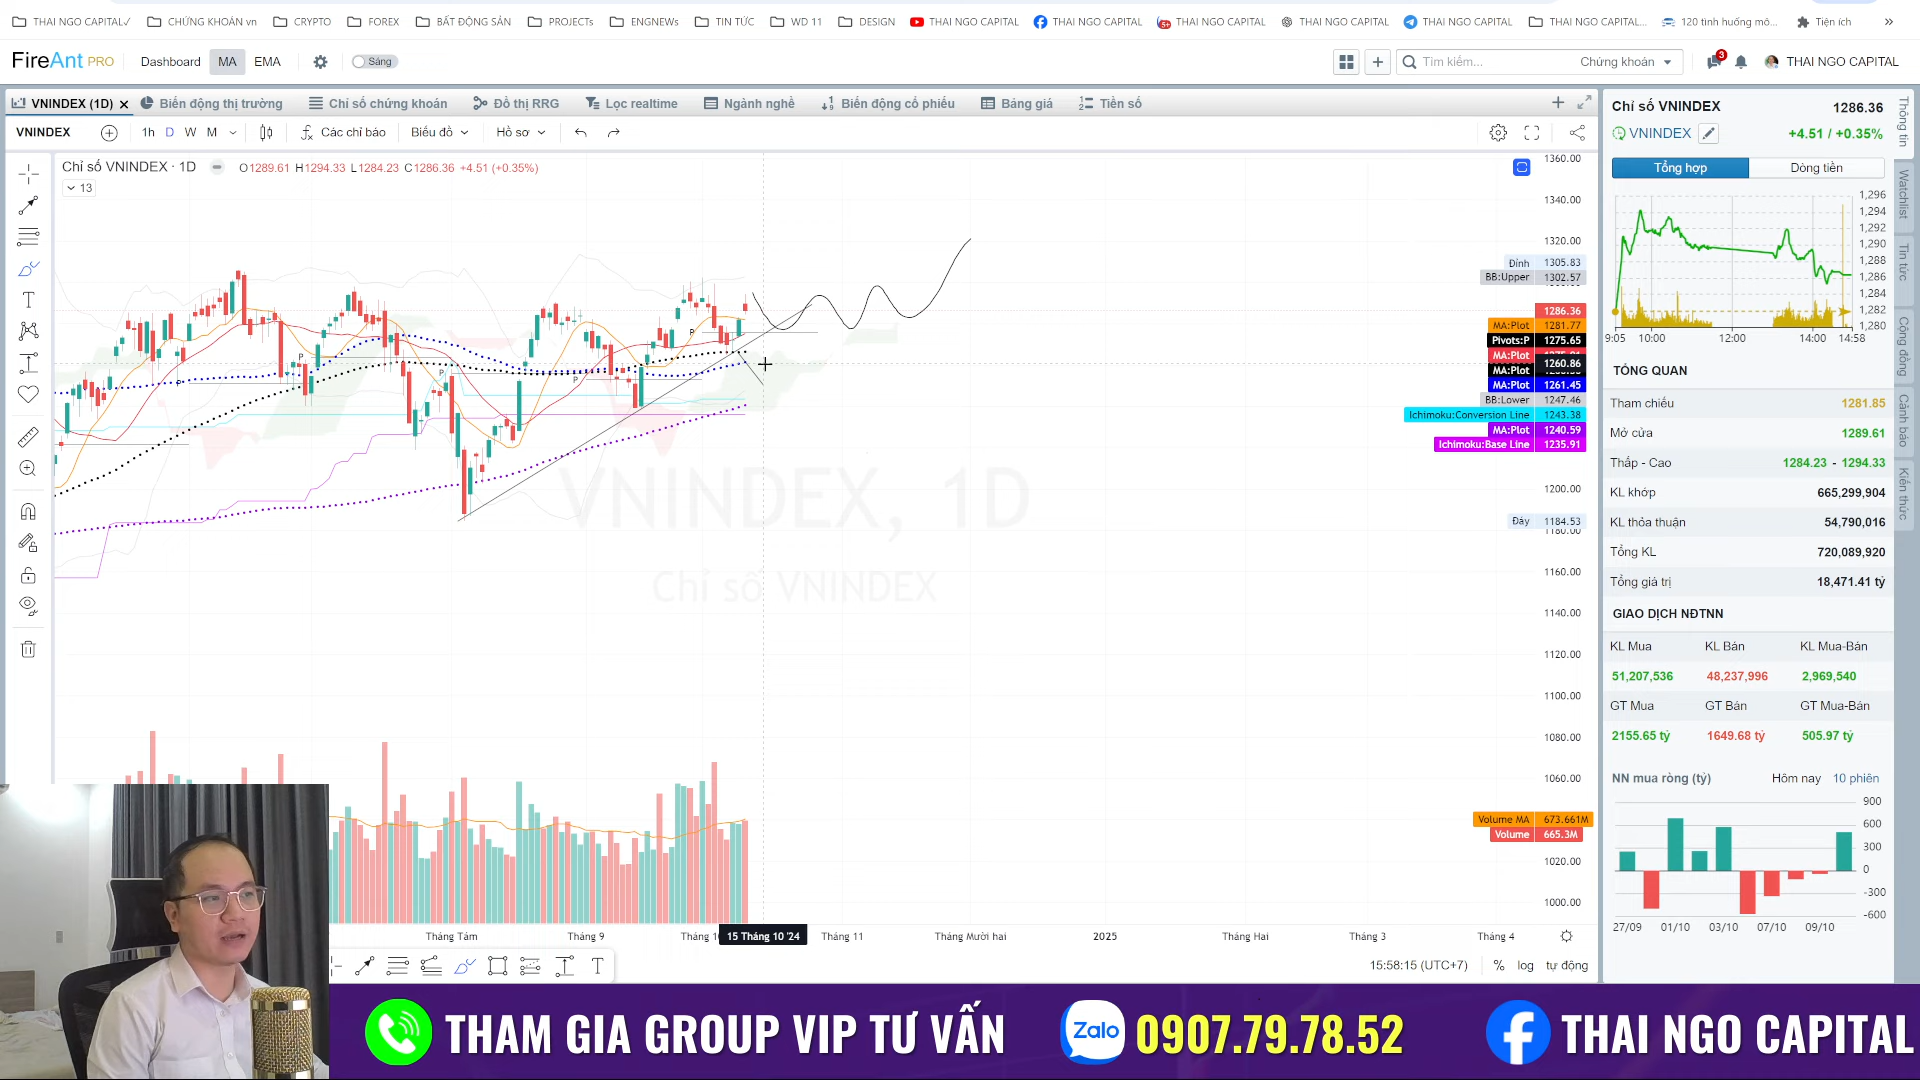 THAI NGO CAPITAL✓ CHỨNG KHOÁN vn CRYPTO FOREX BẤT ĐỘNG SẢN PROJECTs ENGNEWs TIN TỨC WD 11 DESIGN THAI NGO CAPITAL THAI NGO CAPITAL THAI NGO CAPITAL THAI NGO CAPITAL THAI NGO CAPITAL THAI NGO CAPITAL... 120 tình huống mô... Tiện ích »
FireAnt PRO Dashboard MA EMA Sáng Tìm kiếm... Chứng khoán 3 THAI NGO CAPITAL
VNINDEX (1D) Biến động thị trường Chỉ số chứng khoán Đồ thị RRG Lọc realtime Ngành nghề Biến động cổ phiếu Bảng giá Tiền số
VNINDEX 1h D W M Các chỉ báo Biểu đồ Hồ sơ
Chỉ số VNINDEX · 1D O1289.61 H1294.33 L1284.23 C1286.36 +4.51 (+0.35%)
13
VNINDEX, 1D
Chỉ số VNINDEX
P
P
P
P
P
1360.00
1340.00
1320.00
Đỉnh 1305.83
BB:Upper 1302.57
1286.36
MA:Plot 1281.77
Pivots:P 1275.65
MA:Plot
1260.86
MA:Plot
MA:Plot 1261.45
BB:Lower 1247.46
Ichimoku:Conversion Line 1243.38
MA:Plot 1240.59
Ichimoku:Base Line 1235.91
1200.00
Đáy 1184.53
1180.00
1160.00
1140.00
1120.00
1100.00
1080.00
1060.00
Volume MA 673.661M
Volume 665.3M
1020.00
1000.00
Tháng Tám Tháng 9 Tháng 1 15 Tháng 10 '24 Tháng 11 Tháng Mười hai 2025 Tháng Hai Tháng 3 Tháng 4
15:58:15 (UTC+7) % log tự động
Chỉ số VNINDEX 1286.36
VNINDEX +4.51 / +0.35%
Tổng hợp Dòng tiền
1,296
1,294
1,292
1,290
1,288
1,286
1,284
1,282
1,280
9:05 10:00 12:00 14:00 14:58
TỔNG QUAN
Tham chiếu 1281.85
Mở cửa 1289.61
Thấp - Cao 1284.23 - 1294.33
KL khớp 665,299,904
KL thỏa thuận 54,790,016
Tổng KL 720,089,920
Tổng giá trị 18,471.41 tỷ
GIAO DỊCH NĐTNN
KL Mua KL Bán KL Mua-Bán
51,207,536 48,237,996 2,969,540
GT Mua GT Bán GT Mua-Bán
2155.65 tỷ 1649.68 tỷ 505.97 tỷ
NN mua ròng (tỷ) Hôm nay 10 phiên
900
600
300
0
-300
-600
27/09 01/10 03/10 07/10 09/10
Thông tin
Watchlist
Tin tức
Cộng đồng
Cảnh báo
Kiến thức
THAM GIA GROUP VIP TƯ VẤN Zalo 0907.79.78.52 THAI NGO CAPITAL